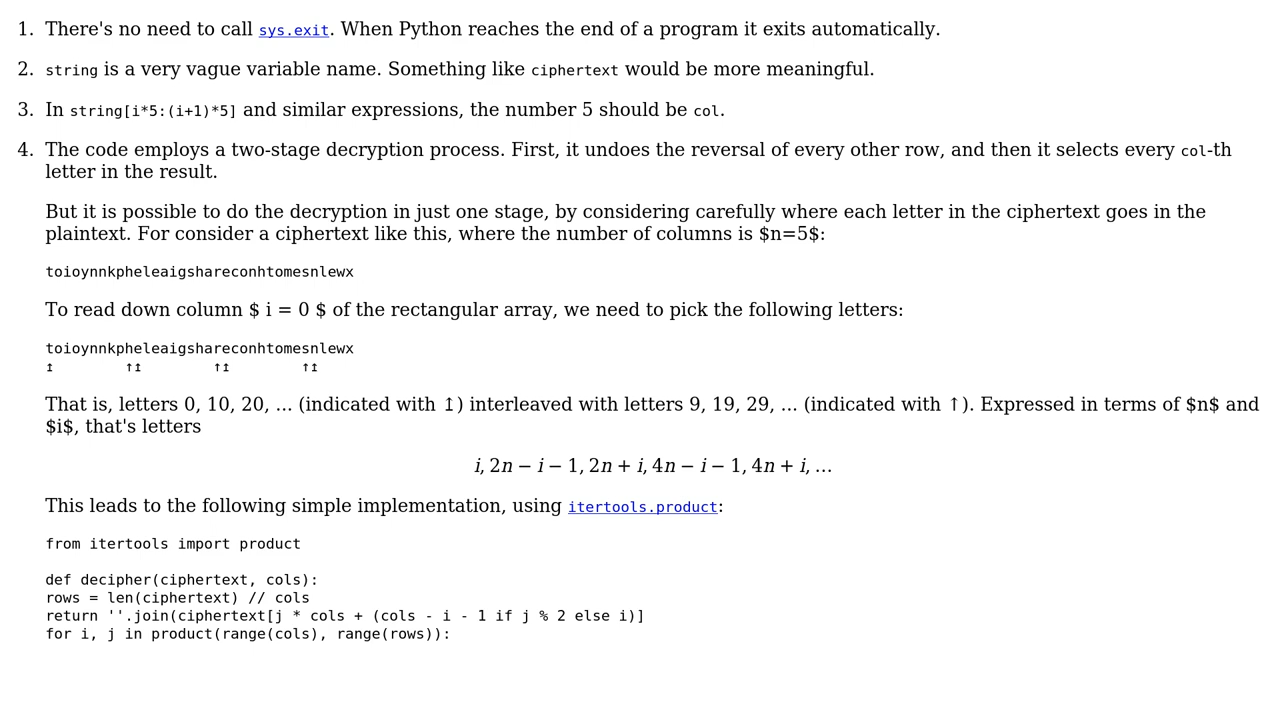 1. There's no need to call sys.exit. When Python reaches the end of a program it exits automatically.
2. string is a very vague variable name. Something like ciphertext would be more meaningful.
3. In string[i*5:(i+1)*5] and similar expressions, the number 5 should be col.
4. The code employs a two-stage decryption process. First, it undoes the reversal of every other row, and then it selects every col-th
letter in the result.
But it is possible to do the decryption in just one stage, by considering carefully where each letter in the ciphertext goes in the
plaintext. For consider a ciphertext like this, where the number of columns is $n=5$:
toioynnkpheleaigshareconhtomesnlewx
To read down column $ i = 0 $ of the rectangular array, we need to pick the following letters:
toioynnkpheleaigshareconhtomesnlewx
↥        ↑↥        ↑↥        ↑↥
That is, letters 0, 10, 20, ... (indicated with ↥) interleaved with letters 9, 19, 29, ... (indicated with ↑). Expressed in terms of $n$ and
$i$, that's letters
i, 2n − i − 1, 2n + i, 4n − i − 1, 4n + i, …
This leads to the following simple implementation, using itertools.product:
from itertools import product
def decipher(ciphertext, cols):
rows = len(ciphertext) // cols
return ''.join(ciphertext[j * cols + (cols - i - 1 if j % 2 else i)]
for i, j in product(range(cols), range(rows)):